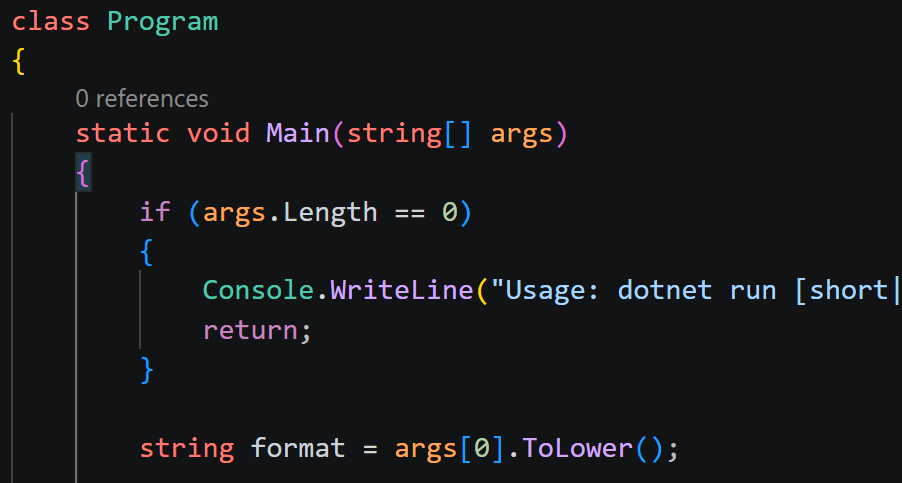 class Program
{
0 references
static void Main(string[] args)
{
if (args.Length == 0)
{
Console.WriteLine("Usage: dotnet run [short|
return;
}
string format = args[0].ToLower();